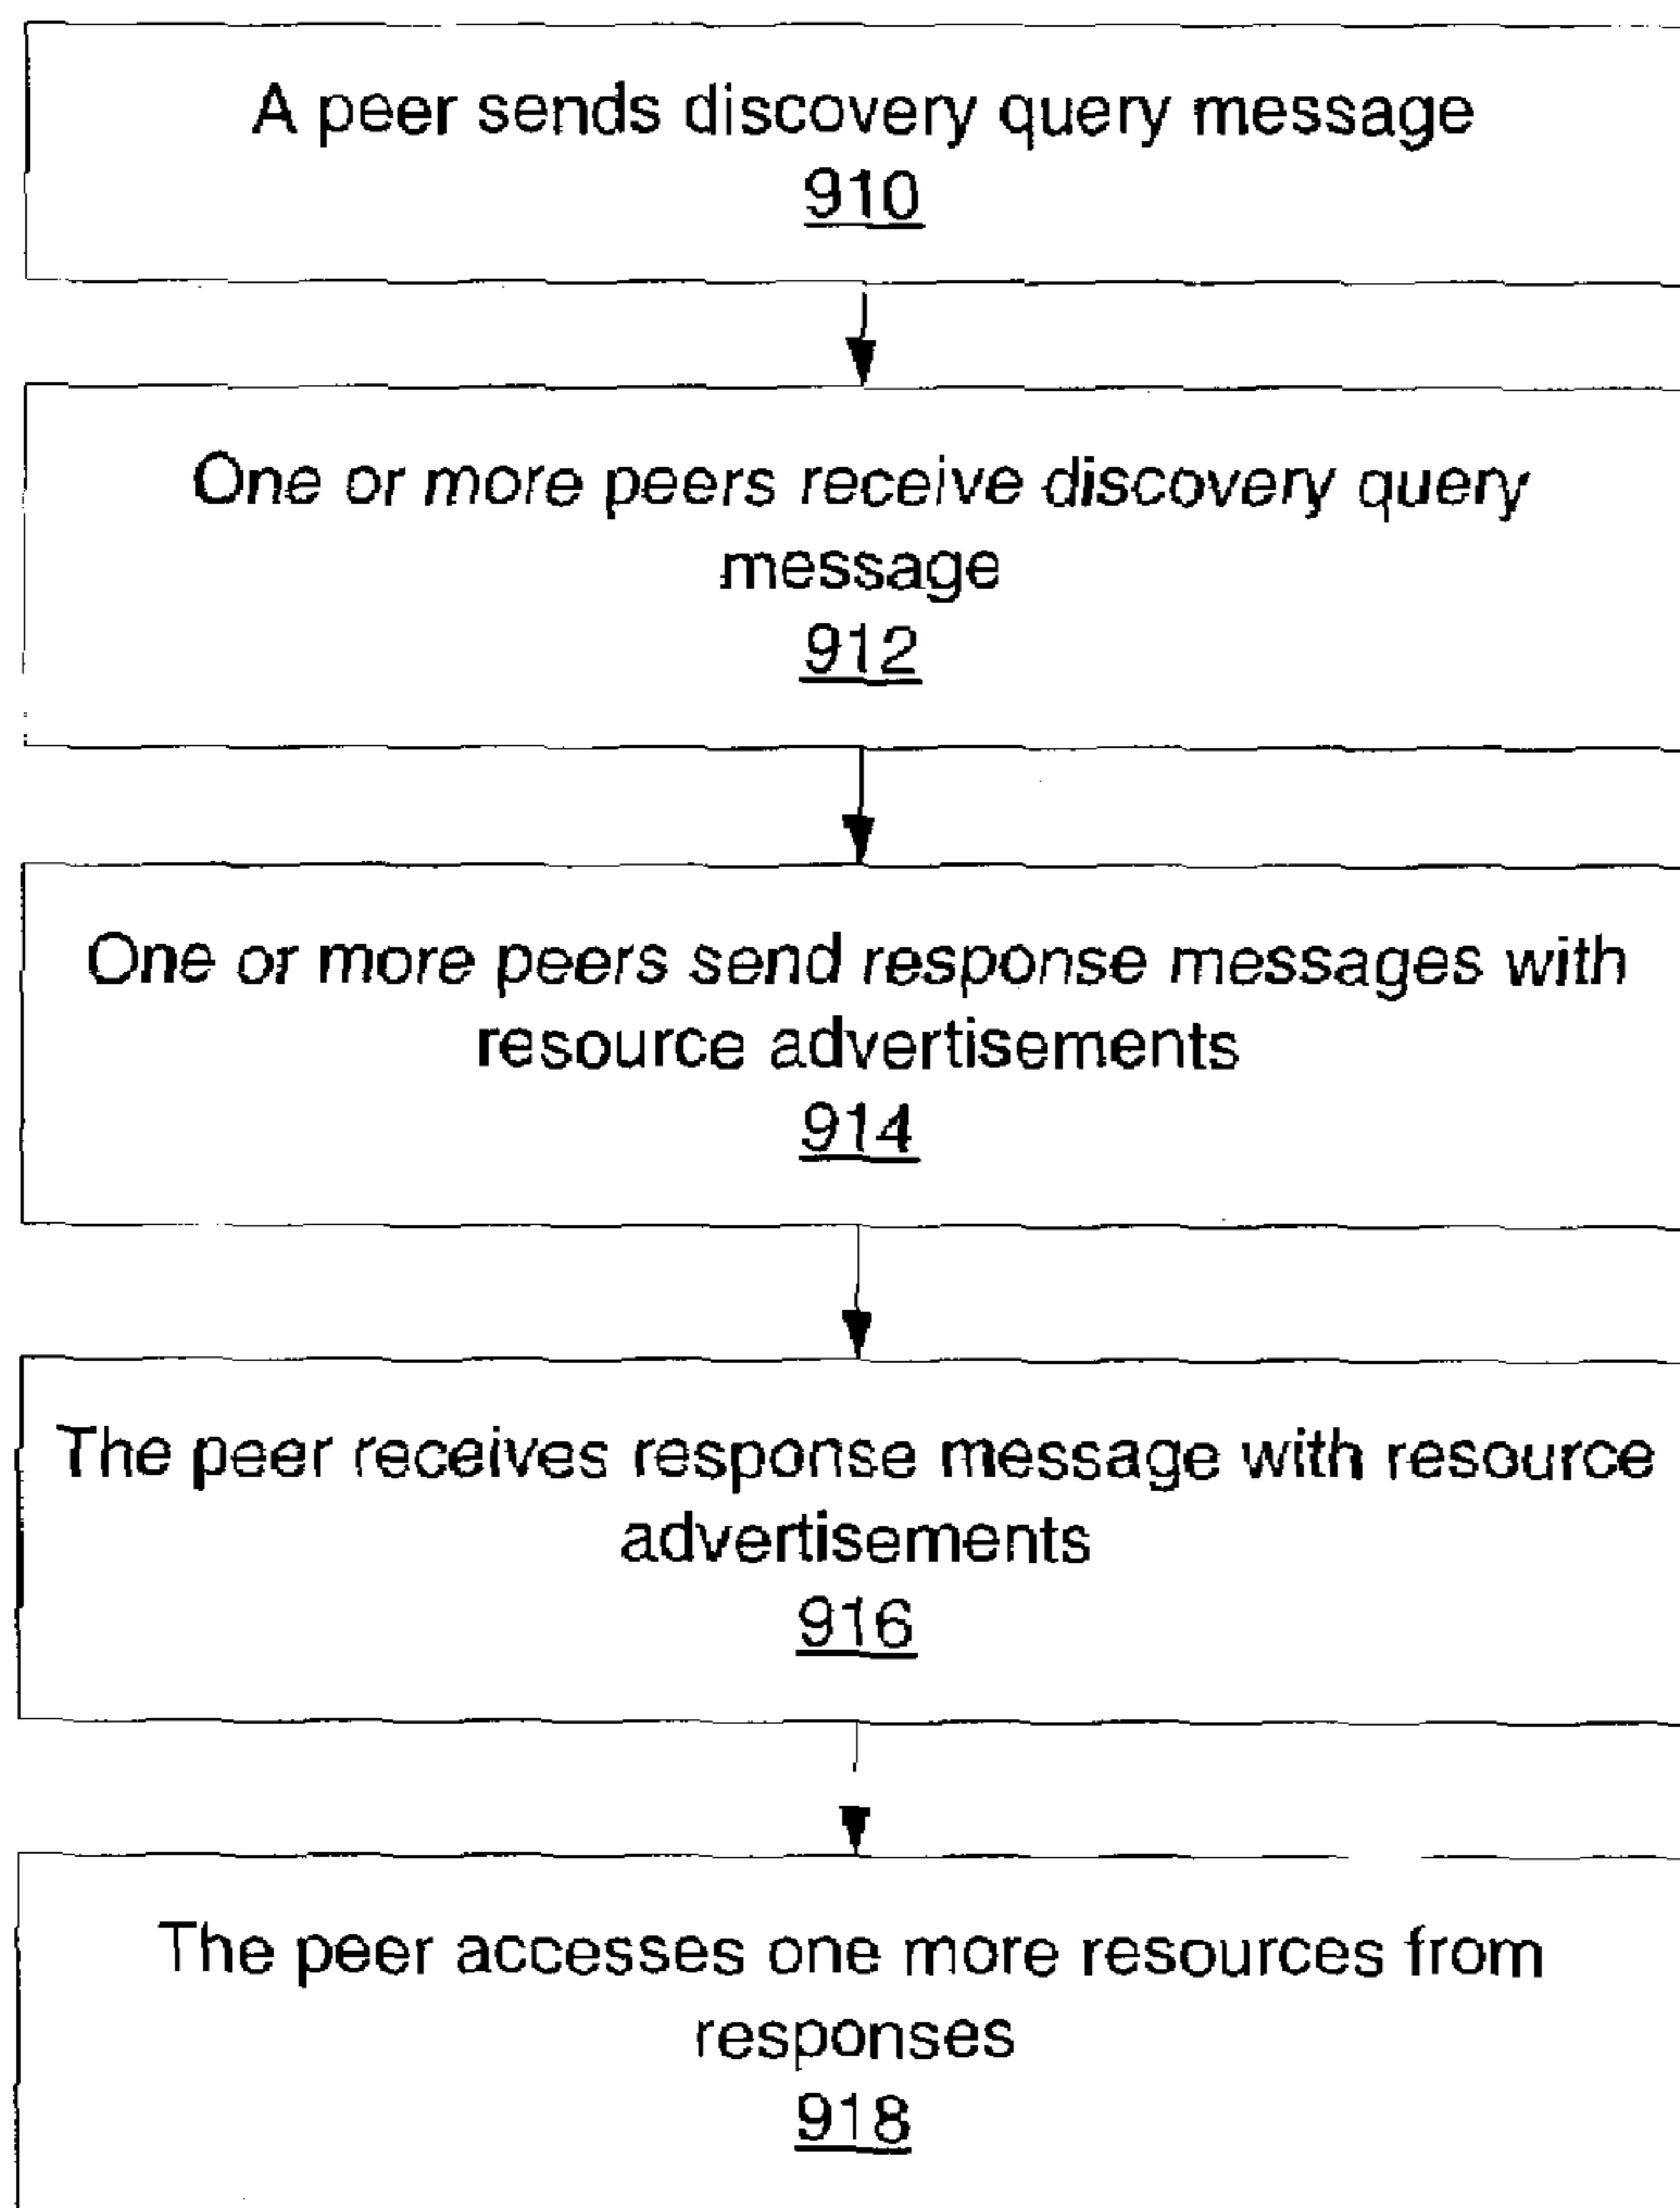 A peer sends discovery query message
910
One or more peers receive discovery query
message
912
One or more peers send response messages with
resource advertisements
914
The peer receives response message with resource
advertisements
916
The peer accesses one more resources from
responses
918